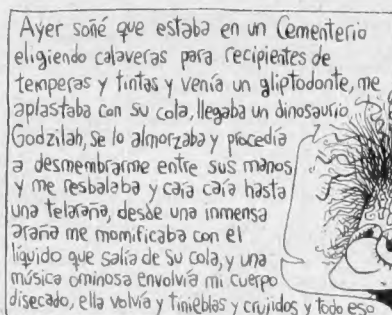 Ayer soñé que estaba en un Cementerio
eligiendo calaveras para recipientes de
temperas y tintas y venía un gliptodonte, me
aplastaba con su cola, llegaba un dinosaurio
Godzilah, se lo almorzaba y procedía
a desmembrarme entre sus manos
y me resbalaba y caía caía hasta
una telaraña, desde una inmensa
araña me momificaba con el
líquido que salía de su cola, y una
música ominosa envolvía mi cuerpo
disecado, ella volvía y tinieblas y crujidos y todo eso